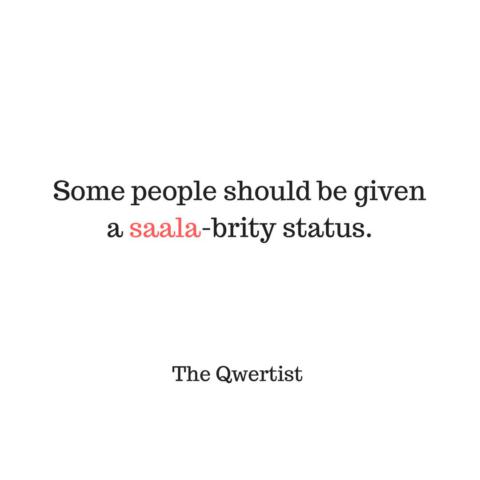 Some people should be given
a saala-brity status.
The Qwertist